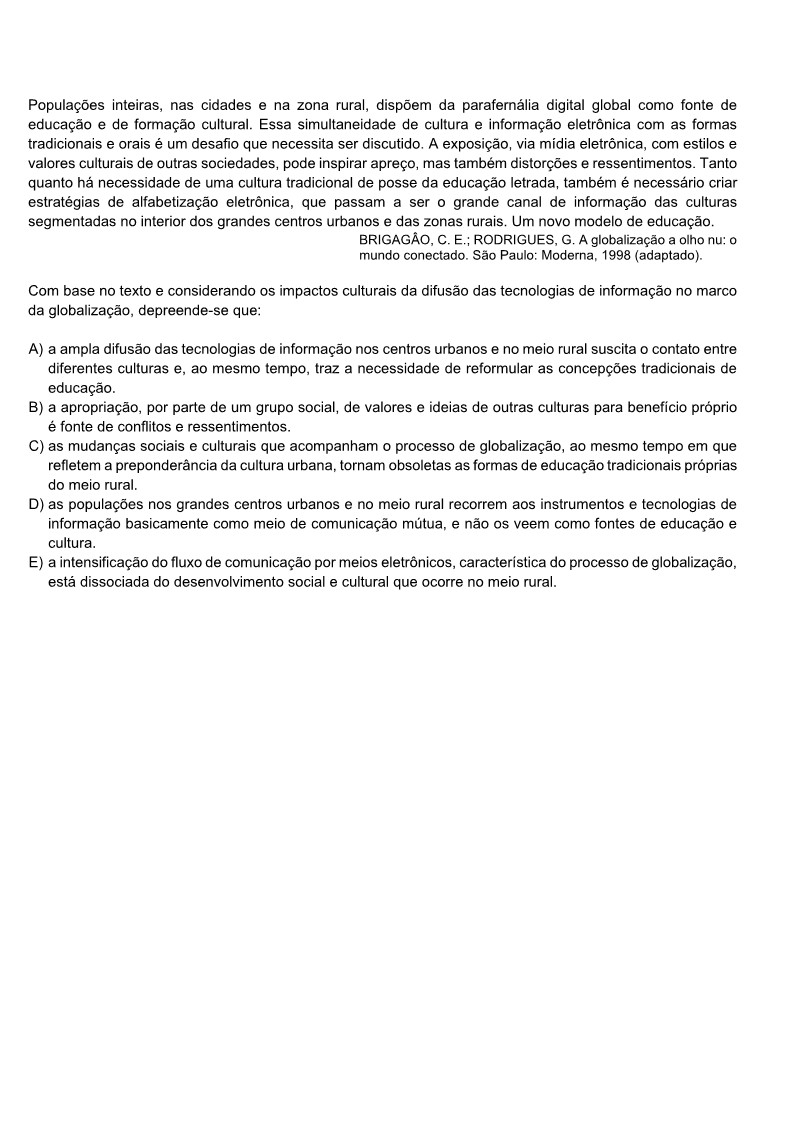 Populações inteiras, nas cidades e na zona rural, dispõem da parafernália digital global como fonte de
educação e de formação cultural. Essa simultaneidade de cultura e informação eletrônica com as formas
tradicionais e orais é um desafio que necessita ser discutido. A exposição, via mídia eletrônica, com estilos e
valores culturais de outras sociedades, pode inspirar apreço, mas também distorções e ressentimentos. Tanto
quanto há necessidade de uma cultura tradicional de posse da educação letrada, também é necessário criar
estratégias de alfabetização eletrônica, que passam a ser o grande canal de informação das culturas
segmentadas no interior dos grandes centros urbanos e das zonas rurais. Um novo modelo de educação.
BRIGAGÂO, C. E.; RODRIGUES, G. A globalização a olho nu: o
mundo conectado. São Paulo: Moderna, 1998 (adaptado).
Com base no texto e considerando os impactos culturais da difusão das tecnologias de informação no marco
da globalização, depreende-se que:
A) a ampla difusão das tecnologias de informação nos centros urbanos e no meio rural suscita o contato entre
diferentes culturas e, ao mesmo tempo, traz a necessidade de reformular as concepções tradicionais de
educação.
B) a apropriação, por parte de um grupo social, de valores e ideias de outras culturas para benefício próprio
é fonte de conflitos e ressentimentos.
C) as mudanças sociais e culturais que acompanham o processo de globalização, ao mesmo tempo em que
refletem a preponderância da cultura urbana, tornam obsoletas as formas de educação tradicionais próprias
do meio rural.
D) as populações nos grandes centros urbanos e no meio rural recorrem aos instrumentos e tecnologias de
informação basicamente como meio de comunicação mútua, e não os veem como fontes de educação e
cultura.
E) a intensificação do fluxo de comunicação por meios eletrônicos, característica do processo de globalização,
está dissociada do desenvolvimento social e cultural que ocorre no meio rural.